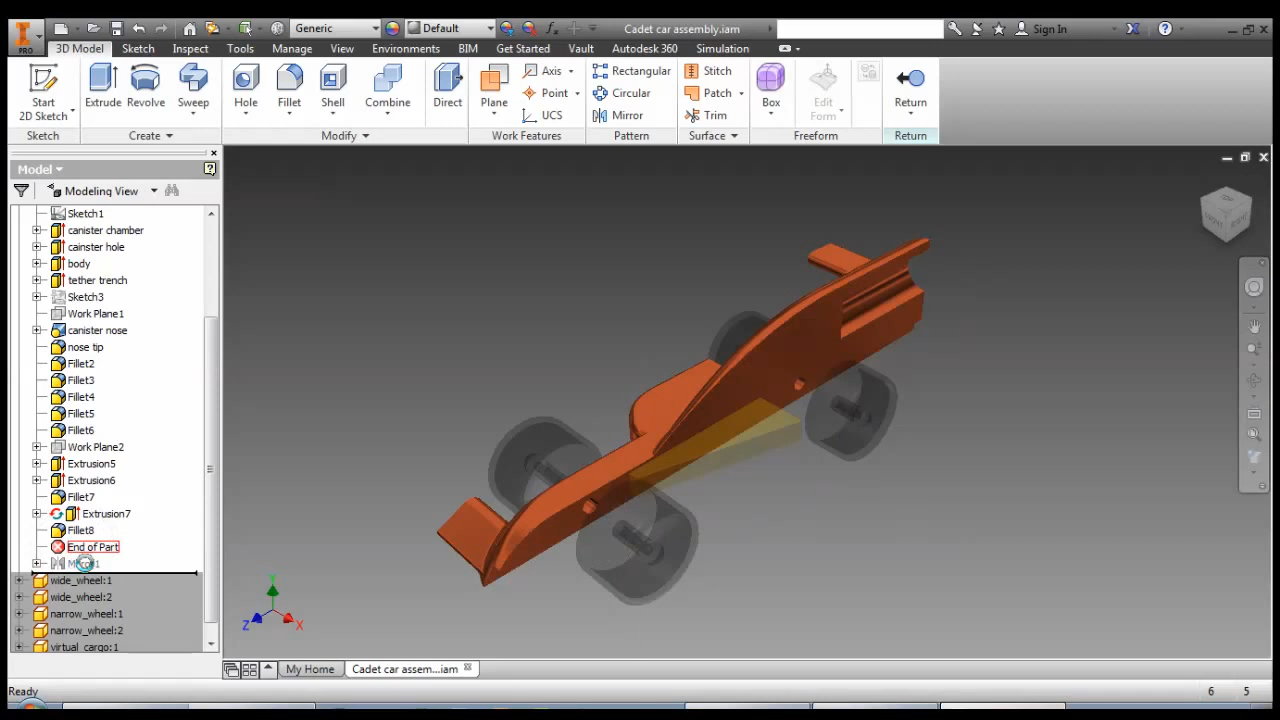 PRO
Generic
Default
Cadet car assembly.iam
Sign In
3D Model Sketch Inspect Tools Manage View Environments BIM Get Started Vault Autodesk 360 Simulation
Start
2D Sketch
Extrude
Revolve
Sweep
Hole
Fillet
Shell
Combine
Direct
Plane
Axis
Point
UCS
Rectangular
Circular
Mirror
Stitch
Patch
Trim
Box
Edit
Form
Return
Sketch
Create
Modify
Work Features
Pattern
Surface
Freeform
Return
Model
Modeling View
Sketch1
canister chamber
cainster hole
body
tether trench
Sketch3
Work Plane1
canister nose
nose tip
Fillet2
Fillet3
Fillet4
Fillet5
Fillet6
Work Plane2
Extrusion5
Extrusion6
Fillet7
Extrusion7
Fillet8
End of Part
wide_wheel:1
wide_wheel:2
narrow_wheel:1
narrow_wheel:2
virtual_cargo:1
Y
Z
X
My Home
Cadet car assem...iam
Ready
6 5